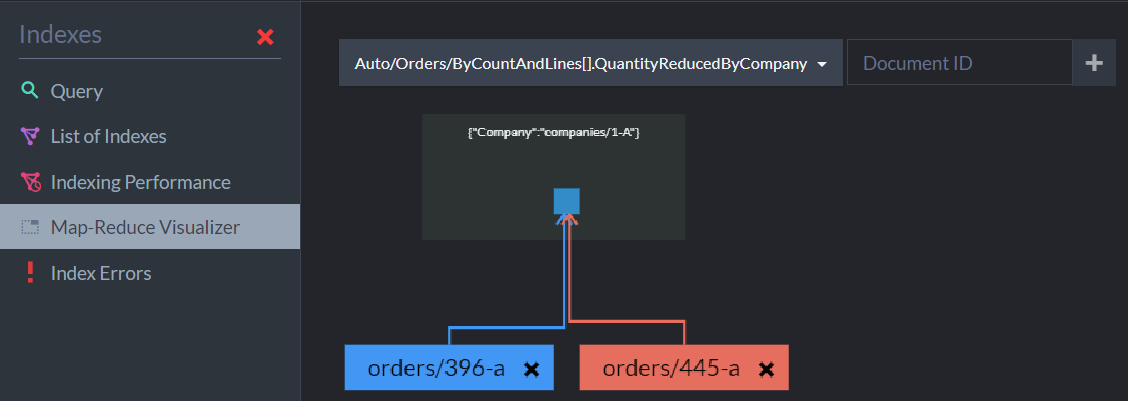 Indexes
Query
List of Indexes
Indexing Performance
Map-Reduce Visualizer
Index Errors
Auto/Orders/ByCountAndLines[].QuantityReducedByCompany
Document ID
{"Company":"companies/1-A"}
orders/396-a
orders/445-a